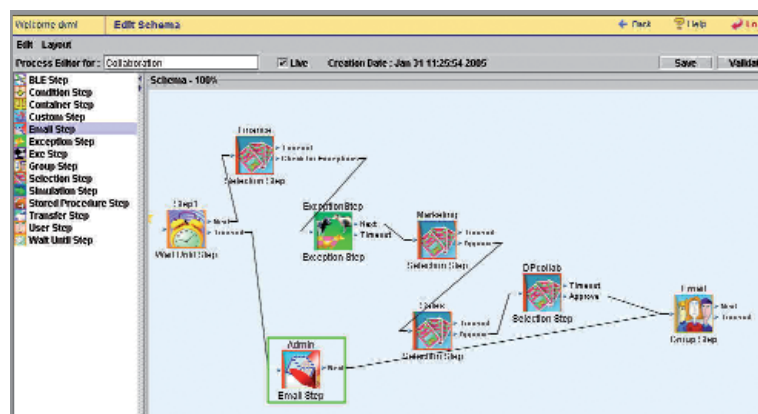 Welcome dvml Edit Schema Back Help
Edit Layout
Process Editor for : Collaboration Live Creation Date : Jan 31 11:25:54 2005 Save
Schema - 100%
BLE Step
Condition Step
Container Step
Custom Step
Email Step
Exception Step
Exe Step
Group Step
Selection Step
Simulation Step
Stored Procedure Step
Transfer Step
User Step
Wait Until Step
Finance
Timeout
Check for Exceptions
Selection Step
Step1
Next
Timeout
Wait Until Step
ExceptionStep
Next
Timeout
Exception Step
Marketing
Timeout
Approve
Selection Step
DPcollab
Timeout
Approve
Selection Step
Sales
Timeout
Approve
Selection Step
Email
Next
Timeout
Group Step
Admin
Next
Email Step